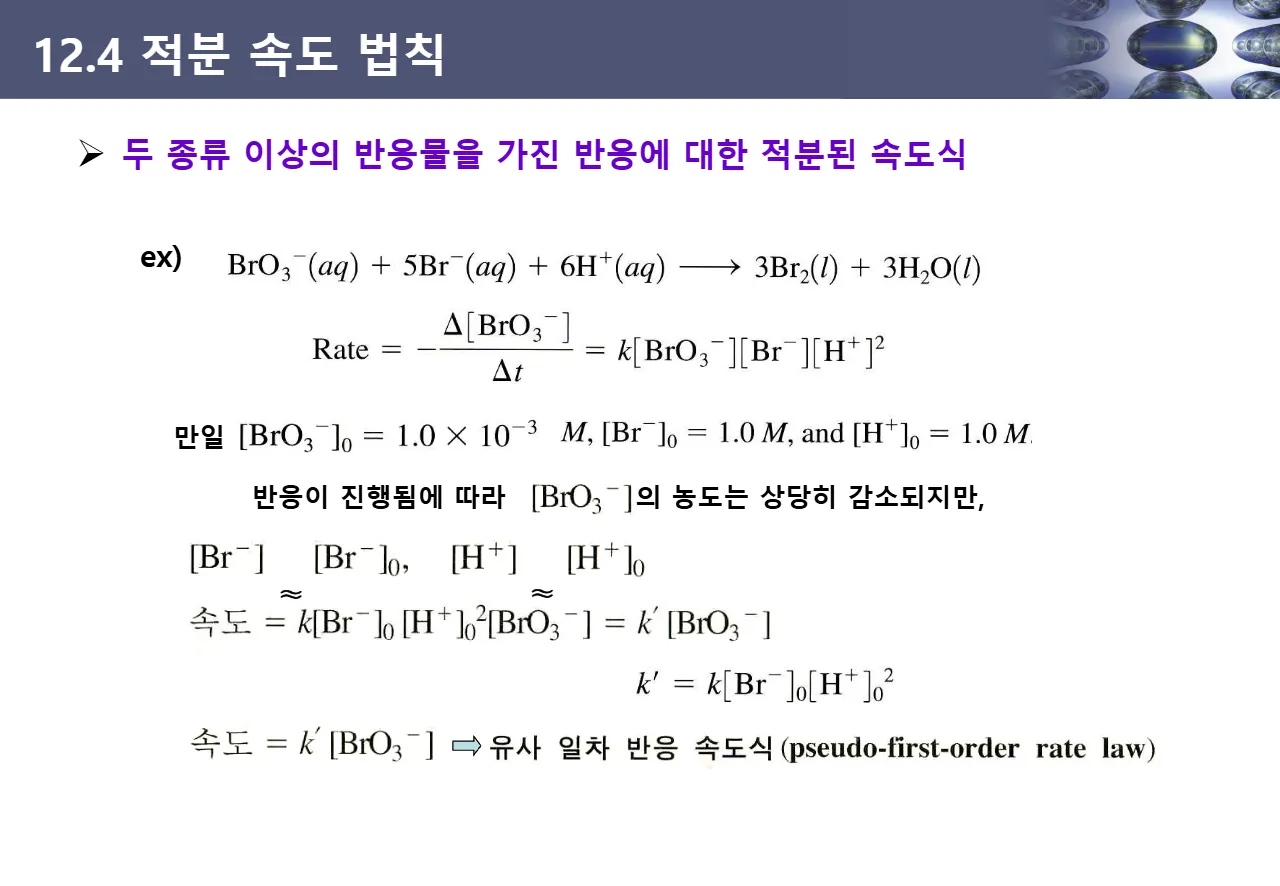 12.4 적분 속도 법칙
➢ 두 종류 이상의 반응물을 가진 반응에 대한 적분된 속도식
ex) BrO₃⁻(aq) + 5Br⁻(aq) + 6H⁺(aq) ⟶ 3Br₂(l) + 3H₂O(l)
Rate = −Δ[BrO₃⁻]/Δt = k[BrO₃⁻][Br⁻][H⁺]²
만일 [BrO₃⁻]₀ = 1.0 × 10⁻³ M, [Br⁻]₀ = 1.0 M, and [H⁺]₀ = 1.0 M.
반응이 진행됨에 따라 [BrO₃⁻]의 농도는 상당히 감소되지만,
[Br⁻] ≈ [Br⁻]₀, [H⁺] ≈ [H⁺]₀
속도 = k[Br⁻]₀ [H⁺]₀²[BrO₃⁻] = k′ [BrO₃⁻]
k′ = k[Br⁻]₀[H⁺]₀²
속도 = k′ [BrO₃⁻] ⇨ 유사 일차 반응 속도식 (pseudo-first-order rate law)